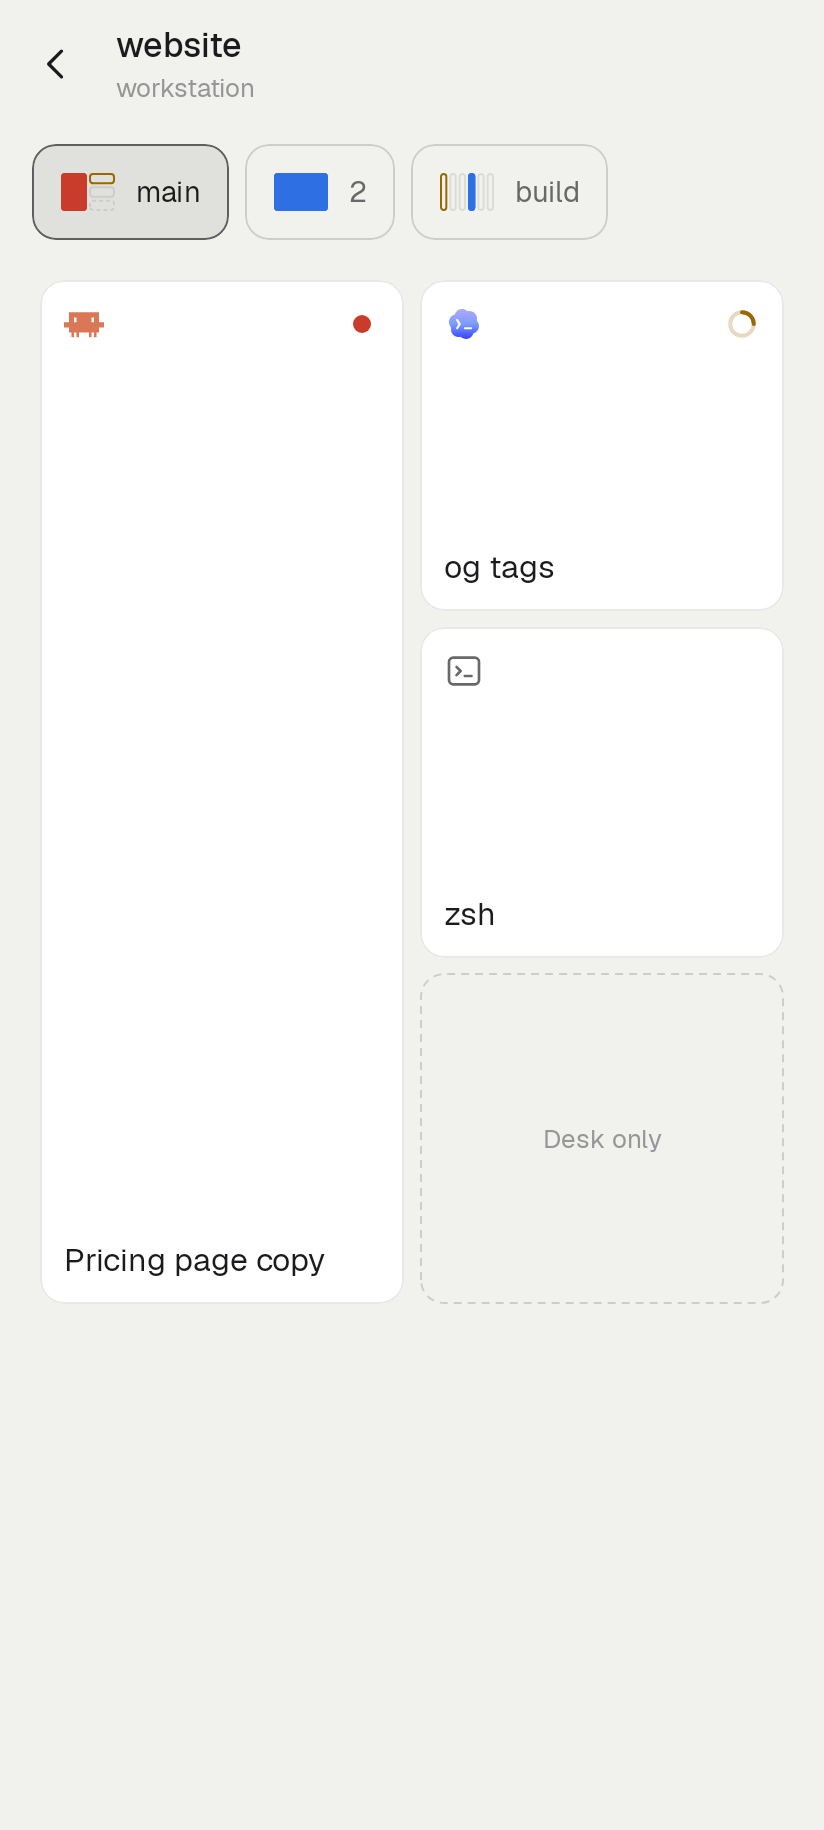 website
workstation
main
2
build
og tags
zsh
Desk only
Pricing page copy